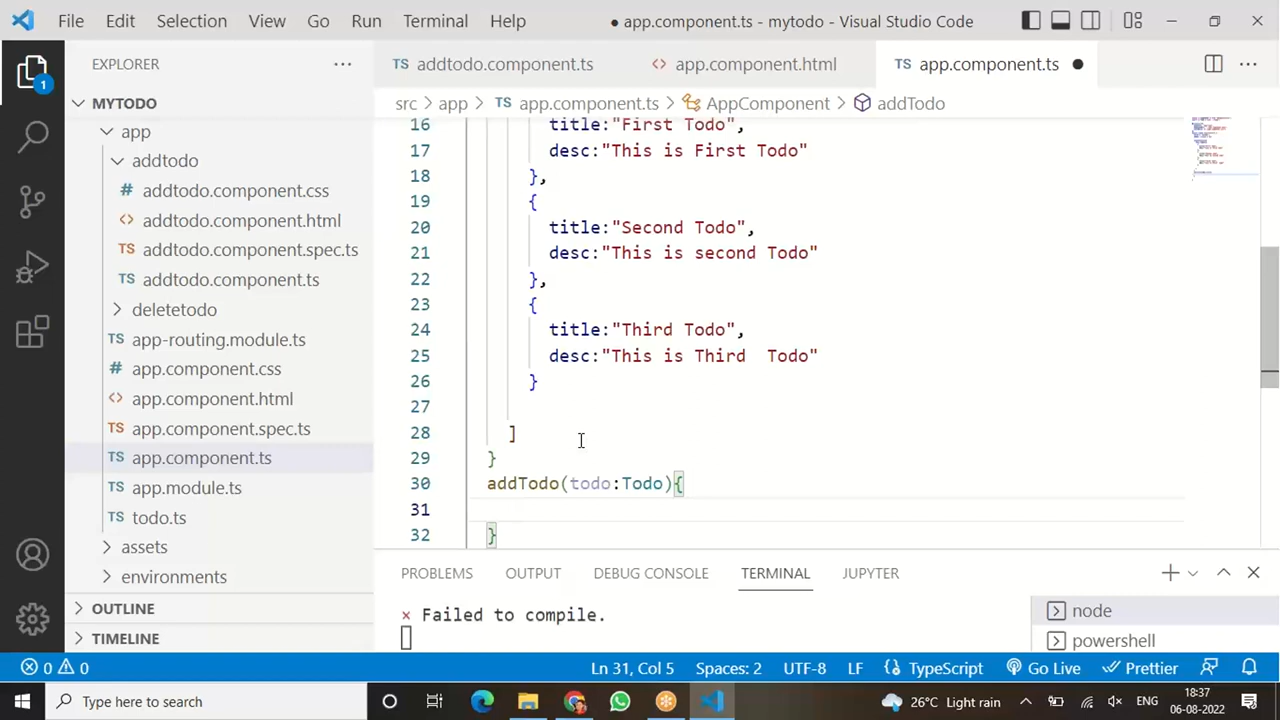 File Edit Selection View Go Run Terminal Help ● app.component.ts - mytodo - Visual Studio Code
EXPLORER
TS addtodo.component.ts <> app.component.html TS app.component.ts ●
MYTODO
src > app > TS app.component.ts > AppComponent > addTodo
app
addtodo
# addtodo.component.css
<> addtodo.component.html
TS addtodo.component.spec.ts
TS addtodo.component.ts
deletetodo
TS app-routing.module.ts
# app.component.css
<> app.component.html
TS app.component.spec.ts
TS app.component.ts
TS app.module.ts
TS todo.ts
assets
environments
OUTLINE
TIMELINE
1
16 title:"First Todo",
17 desc:"This is First Todo"
18 },
19 {
20 title:"Second Todo",
21 desc:"This is second Todo"
22 },
23 {
24 title:"Third Todo",
25 desc:"This is Third  Todo"
26 }
27
28 ]
29 }
30 addTodo(todo:Todo){
31
32 }
PROBLEMS OUTPUT DEBUG CONSOLE TERMINAL JUPYTER
× Failed to compile.
node
powershell
0 0 Ln 31, Col 5 Spaces: 2 UTF-8 LF TypeScript Go Live Prettier
Type here to search 26°C Light rain ENG 18:37
06-08-2022